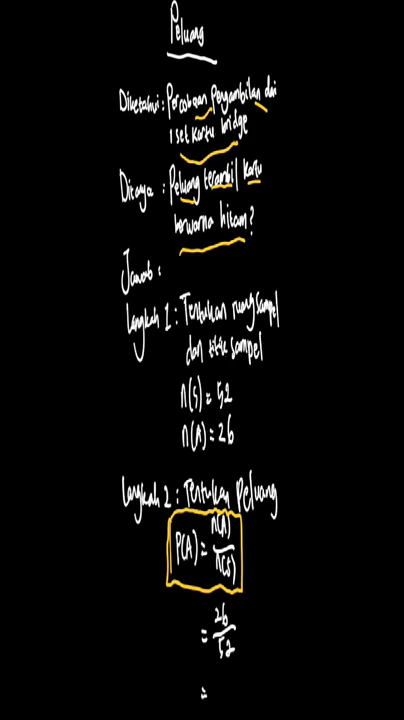 Peluang
Diketahui : Percobaan pengambilan dari
1 set kartu bridge
Ditanya : Peluang terambil kartu
berwarna hitam?
Jawab :
Langkah 1 : Tentukan ruang sampel
dan titik sampel
n(S) = 52
n(A) = 26
Langkah 2 : Tentukan Peluang
P(A) = n(A)/n(S)
= 26/52
=